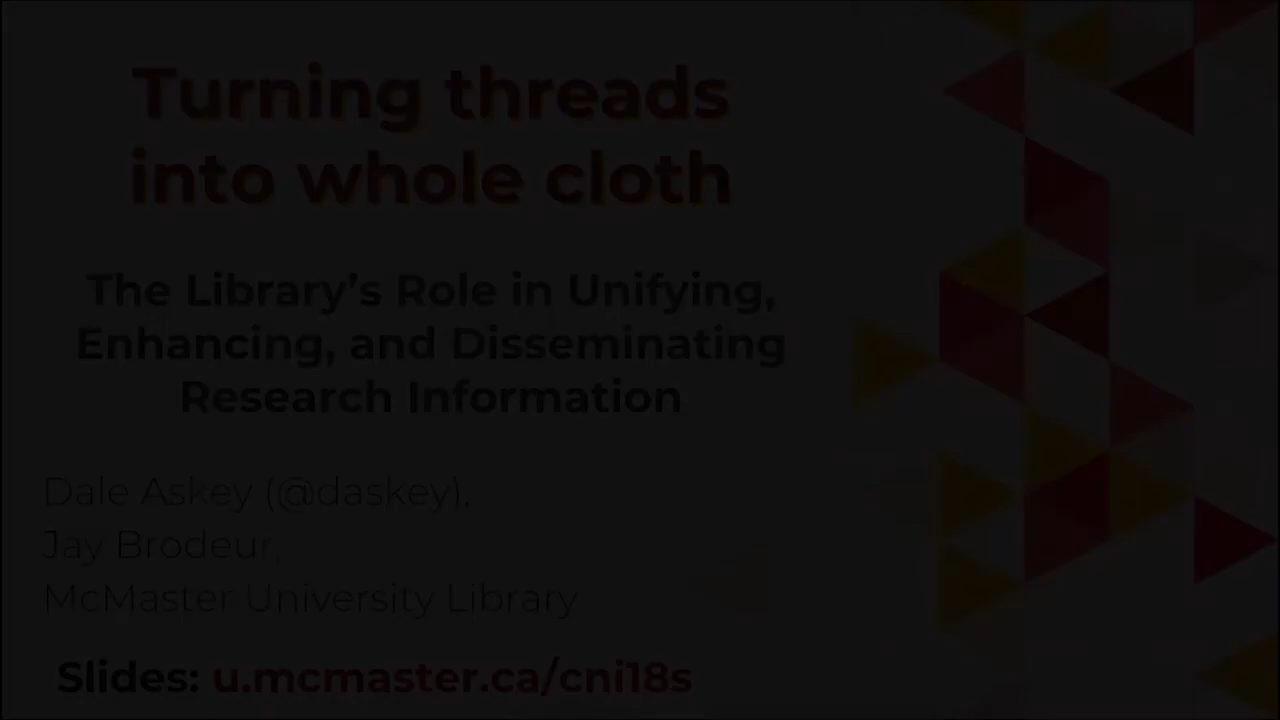 Turning threads
into whole cloth
The Library's Role in Unifying,
Enhancing, and Disseminating
Research Information
Dale Askey (@daskey),
Jay Brodeur,
McMaster University Library
Slides: u.mcmaster.ca/cni18s